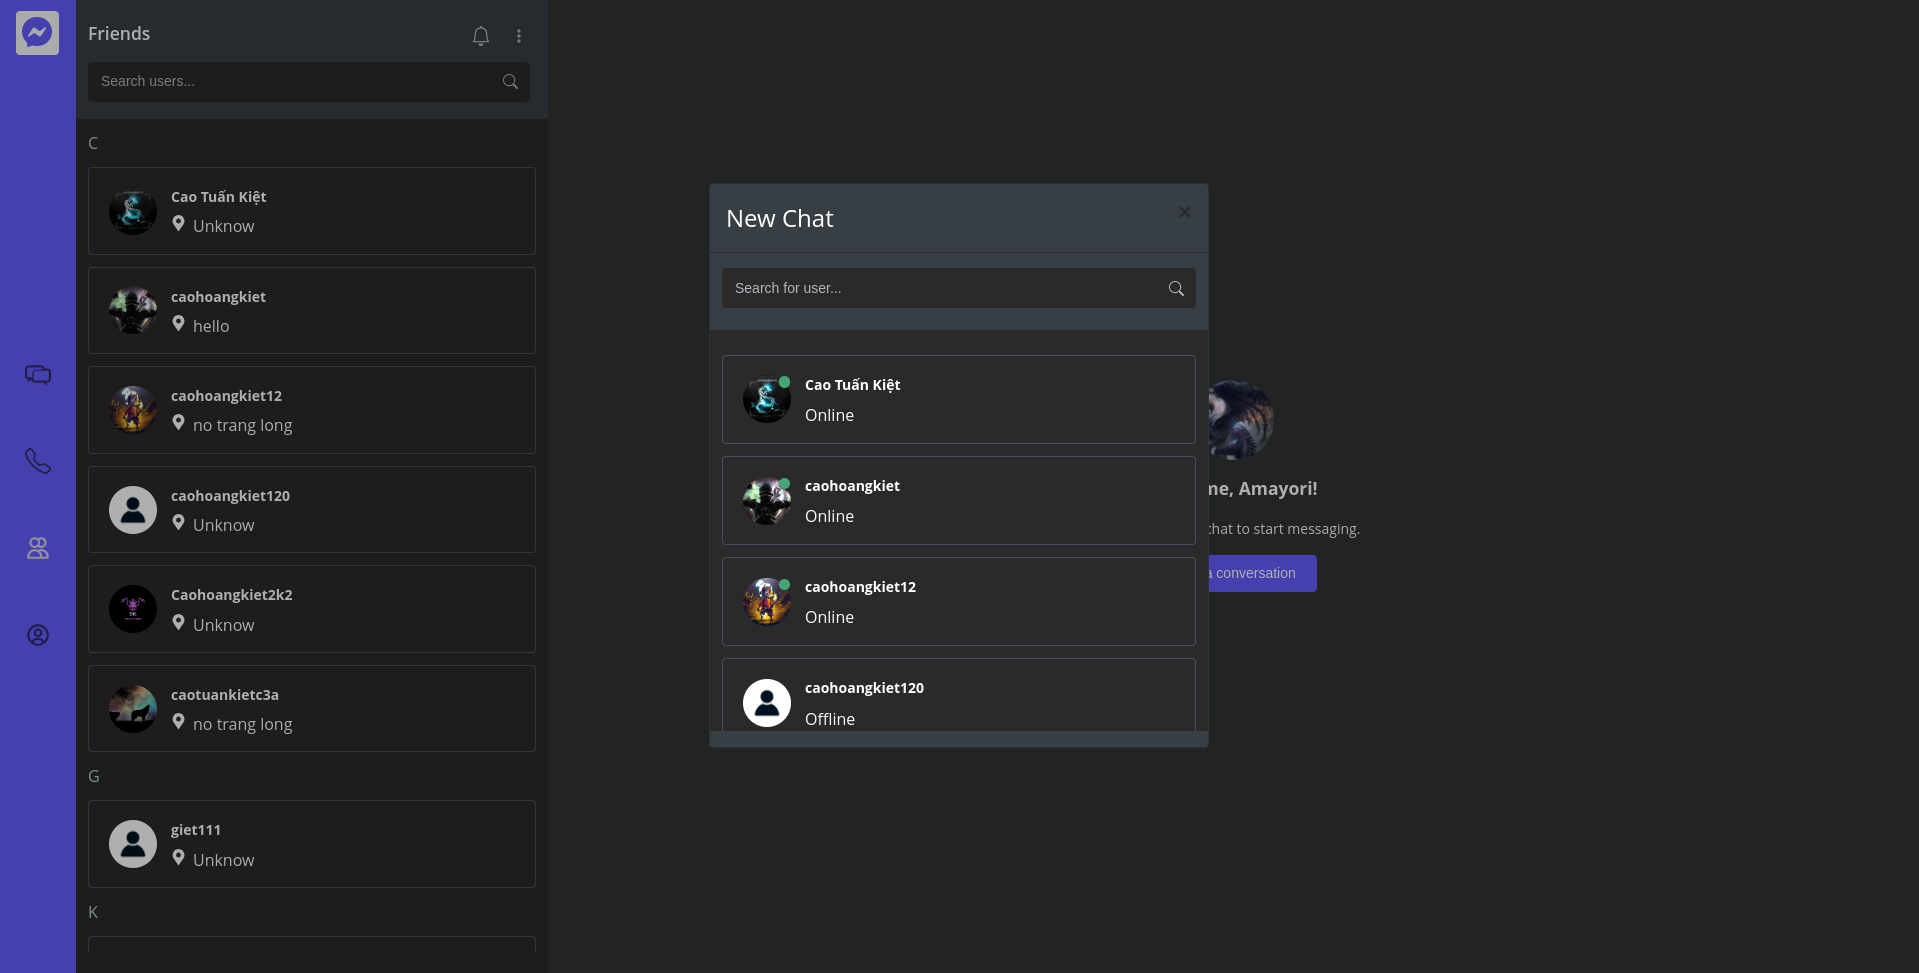 Friends
Search users...
C
Cao Tuấn Kiệt
Unknow
caohoangkiet
hello
caohoangkiet12
no trang long
caohoangkiet120
Unknow
Caohoangkiet2k2
Unknow
caotuankietc3a
no trang long
G
giet111
Unknow
K
New Chat
Search for user...
Cao Tuấn Kiệt
Online
caohoangkiet
Online
caohoangkiet12
Online
caohoangkiet120
Offline
me, Amayori!
chat to start messaging.
a conversation